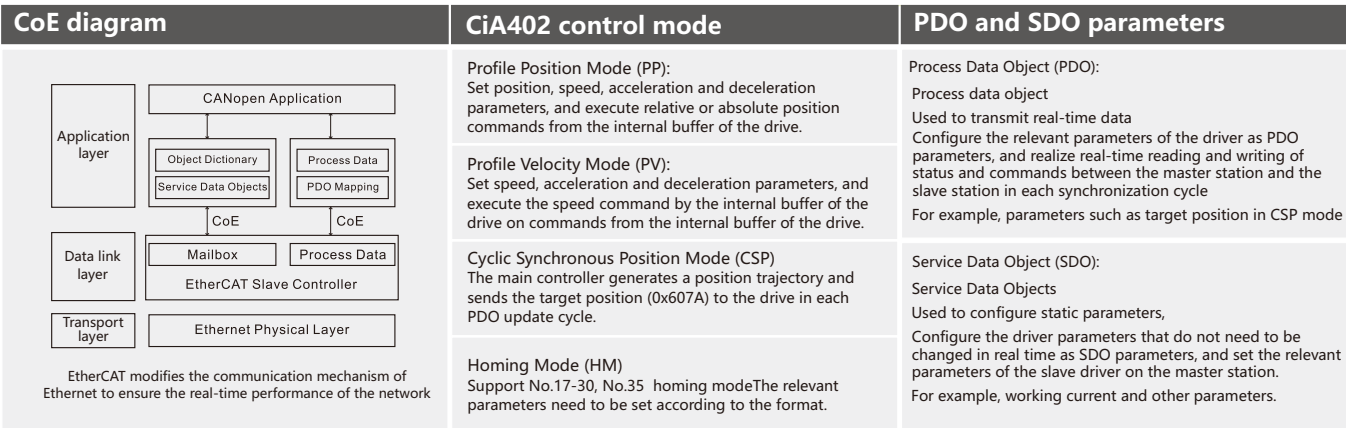 CoE diagram
CANopen Application
Application
layer
Object Dictionary
Process Data
Service Data Objects
PDO Mapping
CoE
CoE
Data link
layer
Mailbox
Process Data
EtherCAT Slave Controller
Transport
layer
Ethernet Physical Layer
EtherCAT modifies the communication mechanism of
Ethernet to ensure the real-time performance of the network
CiA402 control mode
Profile Position Mode (PP):
Set position, speed, acceleration and deceleration
parameters, and execute relative or absolute position
commands from the internal buffer of the drive.
Profile Velocity Mode (PV):
Set speed, acceleration and deceleration parameters, and
execute the speed command by the internal buffer of the
drive on commands from the internal buffer of the drive.
Cyclic Synchronous Position Mode (CSP)
The main controller generates a position trajectory and
sends the target position (0x607A) to the drive in each
PDO update cycle.
Homing Mode (HM)
Support No.17-30, No.35 homing modeThe relevant
parameters need to be set according to the format.
PDO and SDO parameters
Process Data Object (PDO):
Process data object
Used to transmit real-time data
Configure the relevant parameters of the driver as PDO
parameters, and realize real-time reading and writing of
status and commands between the master station and the
slave station in each synchronization cycle
For example, parameters such as target position in CSP mode
Service Data Object (SDO):
Service Data Objects
Used to configure static parameters,
Configure the driver parameters that do not need to be
changed in real time as SDO parameters, and set the relevant
parameters of the slave driver on the master station.
For example, working current and other parameters.